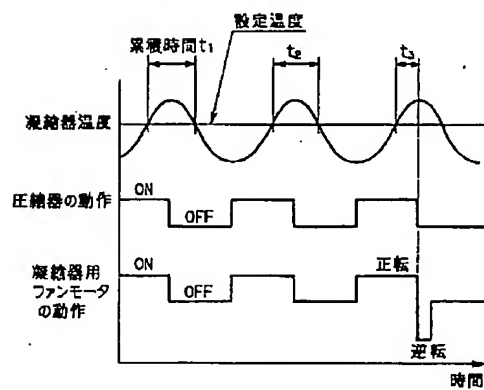 設定温度
累積時間t₁
t₂
t₃
凝縮器温度
圧縮器の動作
ON
OFF
凝縮器用
ファンモータ
の動作
ON
OFF
正転
逆転
時間